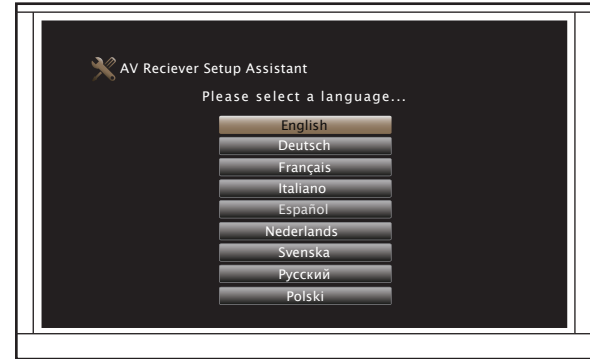 AV Reciever Setup Assistant
Please select a language...
English
Deutsch
Français
Italiano
Español
Nederlands
Svenska
Русский
Polski